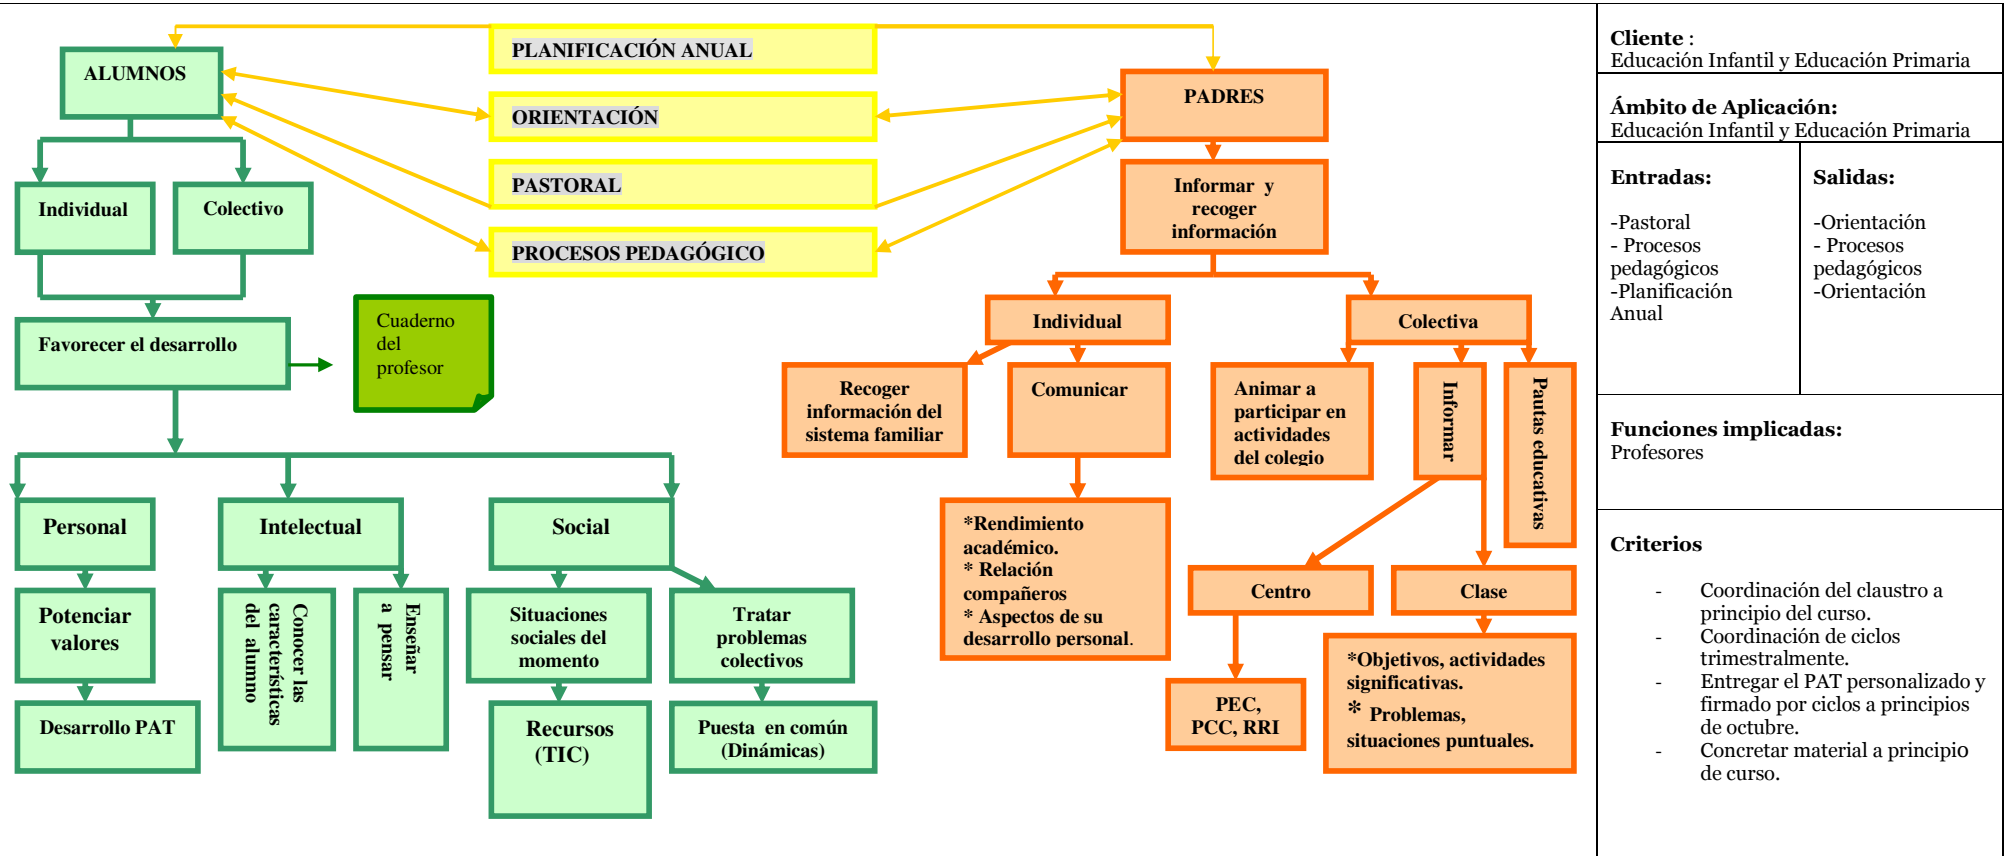 PLANIFICACIÓN ANUAL
ORIENTACIÓN
PASTORAL
PROCESOS PEDAGÓGICO
ALUMNOS
Individual
Colectivo
Favorecer el desarrollo
Cuaderno
del
profesor
Personal
Intelectual
Social
Potenciar
valores
Conocer las
características
del alumno
Enseñar
a pensar
Situaciones
sociales del
momento
Tratar
problemas
colectivos
Desarrollo PAT
Recursos
(TIC)
Puesta en común
(Dinámicas)
PADRES
Informar y
recoger
información
Individual
Colectiva
Recoger
información del
sistema familiar
Comunicar
Animar a
participar en
actividades
del colegio
Informar
Pautas educativas
*Rendimiento
académico.
* Relación
compañeros
* Aspectos de su
desarrollo personal.
Centro
Clase
PEC,
PCC, RRI
*Objetivos, actividades
significativas.
* Problemas,
situaciones puntuales.
Cliente :
Educación Infantil y Educación Primaria
Ámbito de Aplicación:
Educación Infantil y Educación Primaria
Entradas:
-Pastoral
- Procesos
pedagógicos
-Planificación
Anual
Salidas:
-Orientación
- Procesos
pedagógicos
-Orientación
Funciones implicadas:
Profesores
Criterios
- Coordinación del claustro a
principio del curso.
- Coordinación de ciclos
trimestralmente.
- Entregar el PAT personalizado y
firmado por ciclos a principios
de octubre.
- Concretar material a principio
de curso.